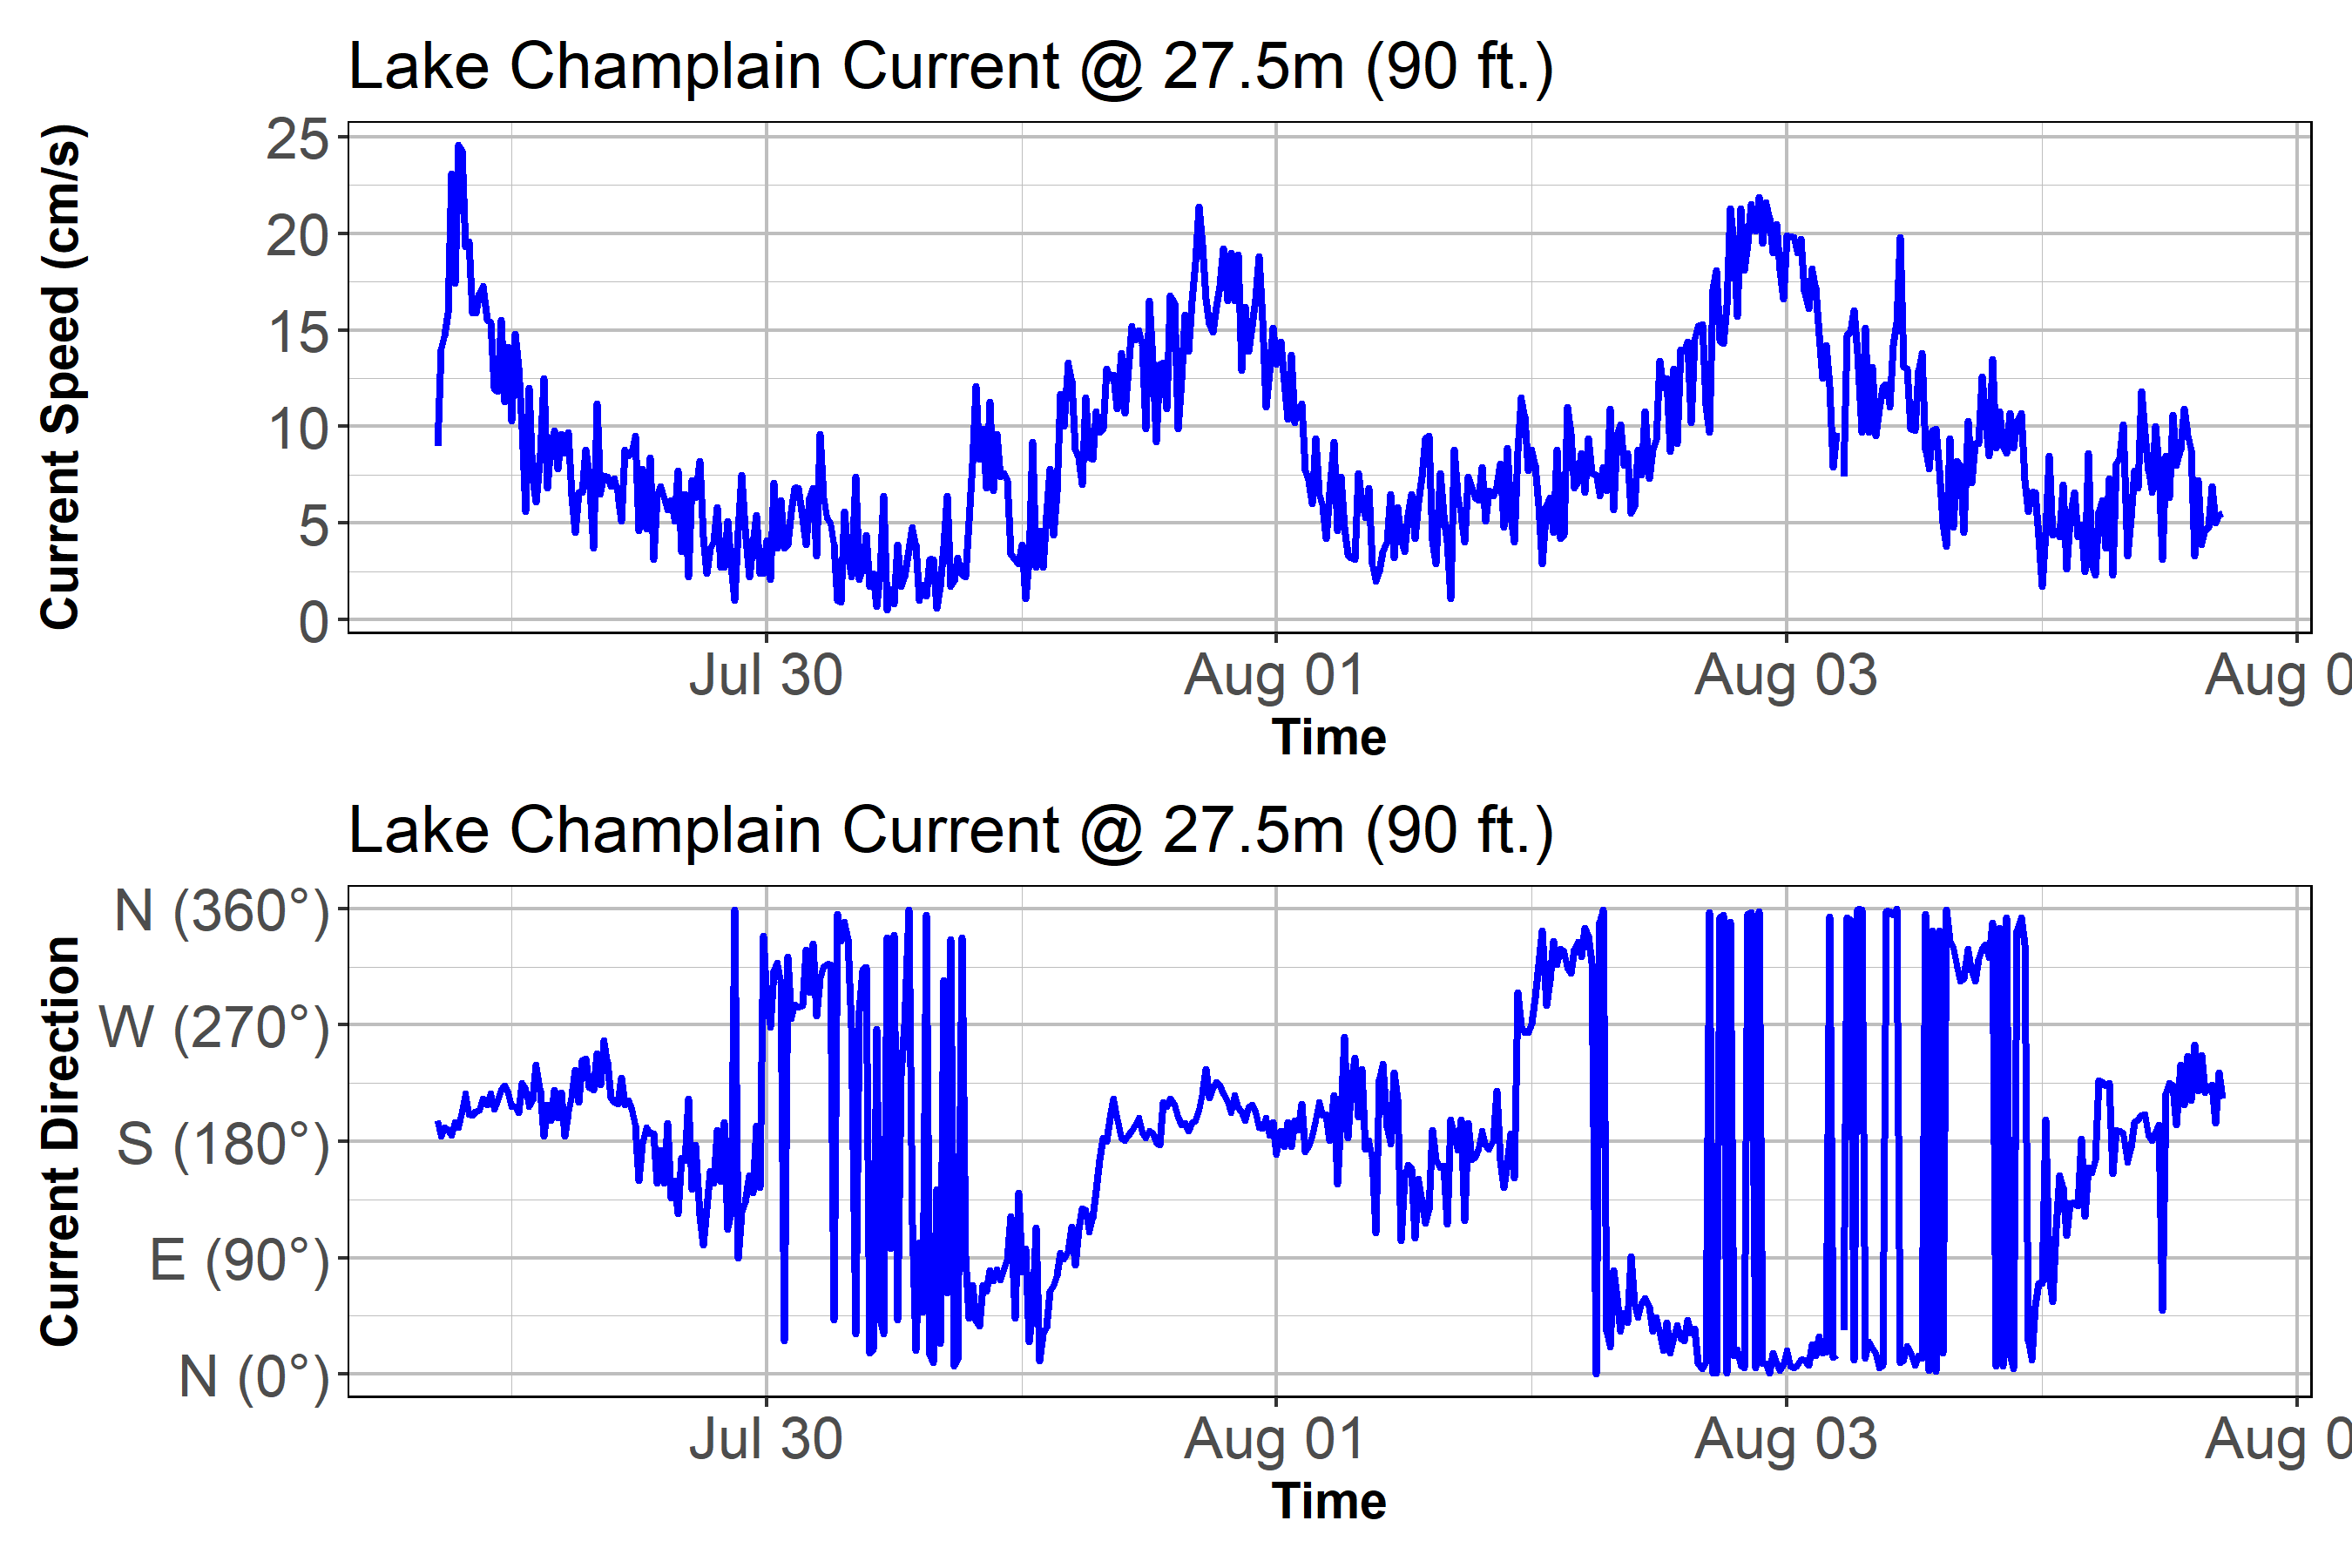 Lake Champlain Current @ 27.5m (90 ft.)
Current Speed (cm/s)
25
20
15
10
5
0
Jul 30 Aug 01 Aug 03 Aug 0
Time
Lake Champlain Current @ 27.5m (90 ft.)
Current Direction
N (360°)
W (270°)
S (180°)
E (90°)
N (0°)
Jul 30 Aug 01 Aug 03 Aug 0
Time